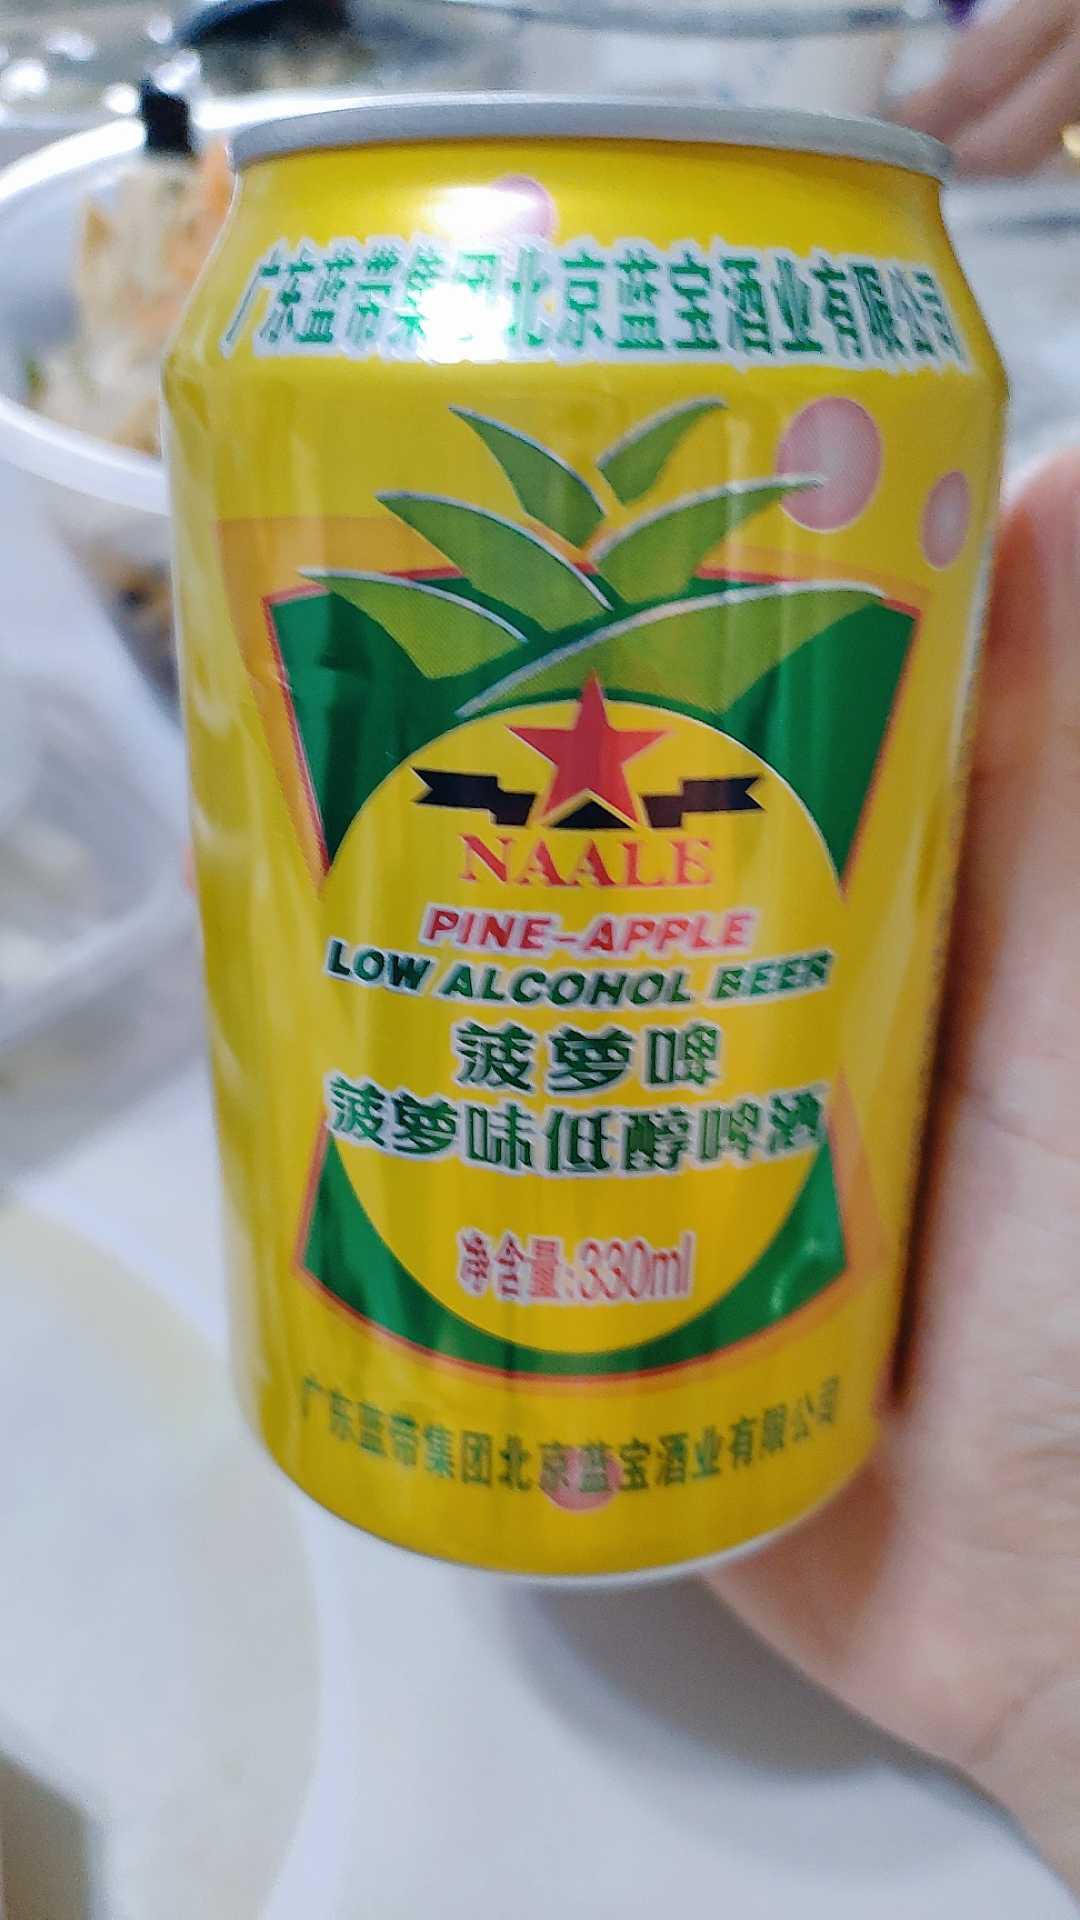 广东蓝带集团北京蓝宝酒业有限公司
NAALE
PINE-APPLE
LOW ALCOHOL BEER
菠萝啤
菠萝味低醇啤酒
净含量:330ml
广东蓝带集团北京蓝宝酒业有限公司